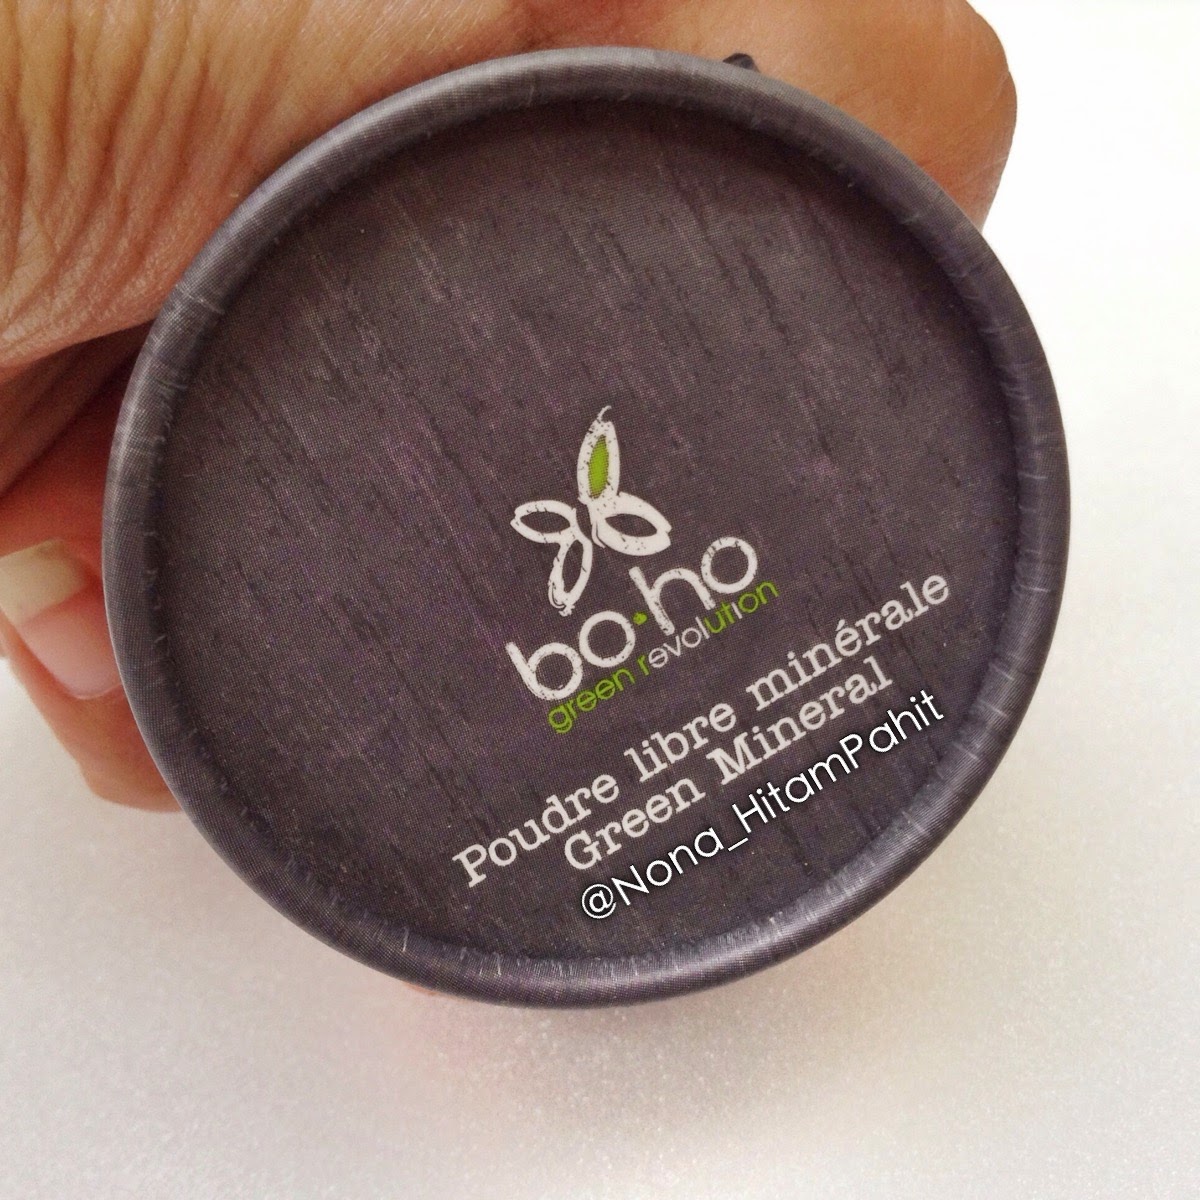 bo·ho
green revolution
Poudre libre minérale
Green Mineral
@Nona_HitamPahit